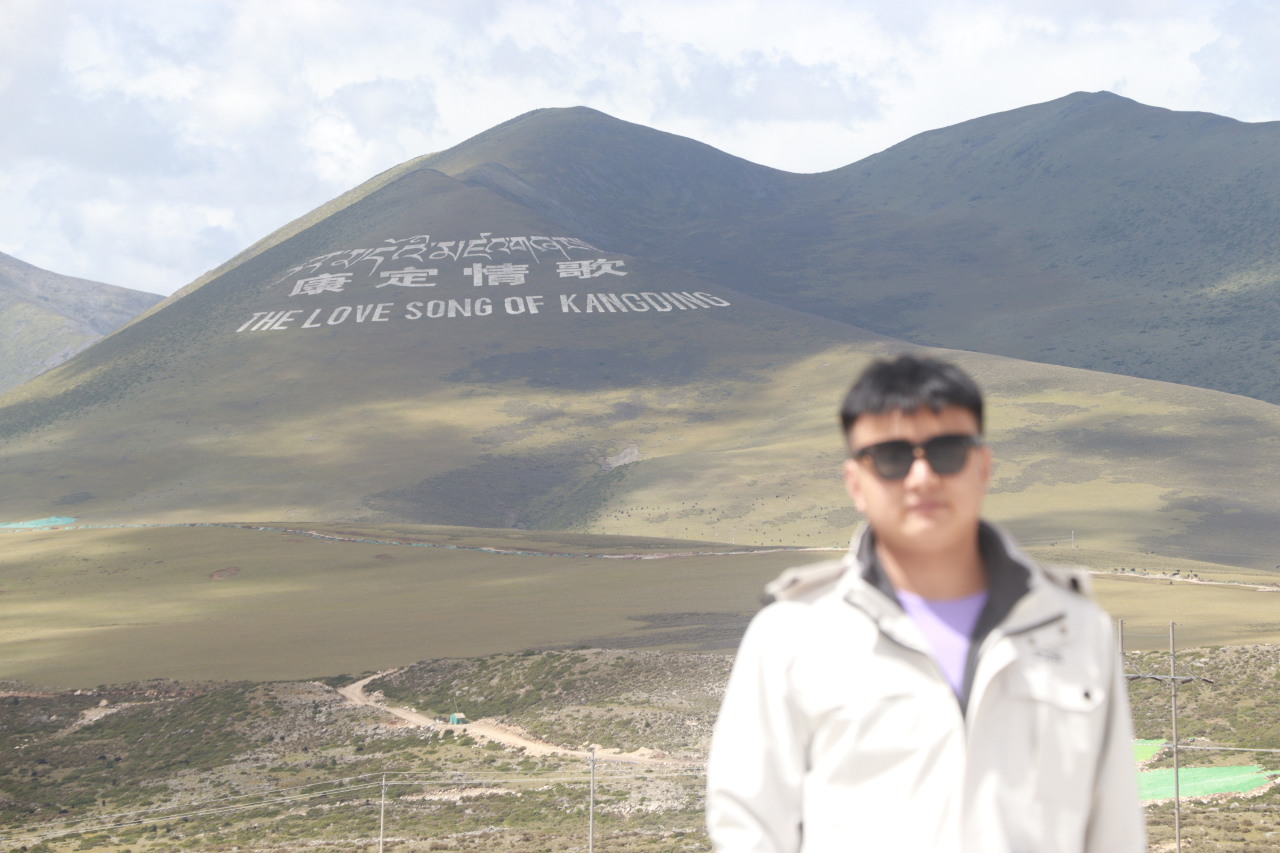 康定情歌
THE LOVE SONG OF KANGDING